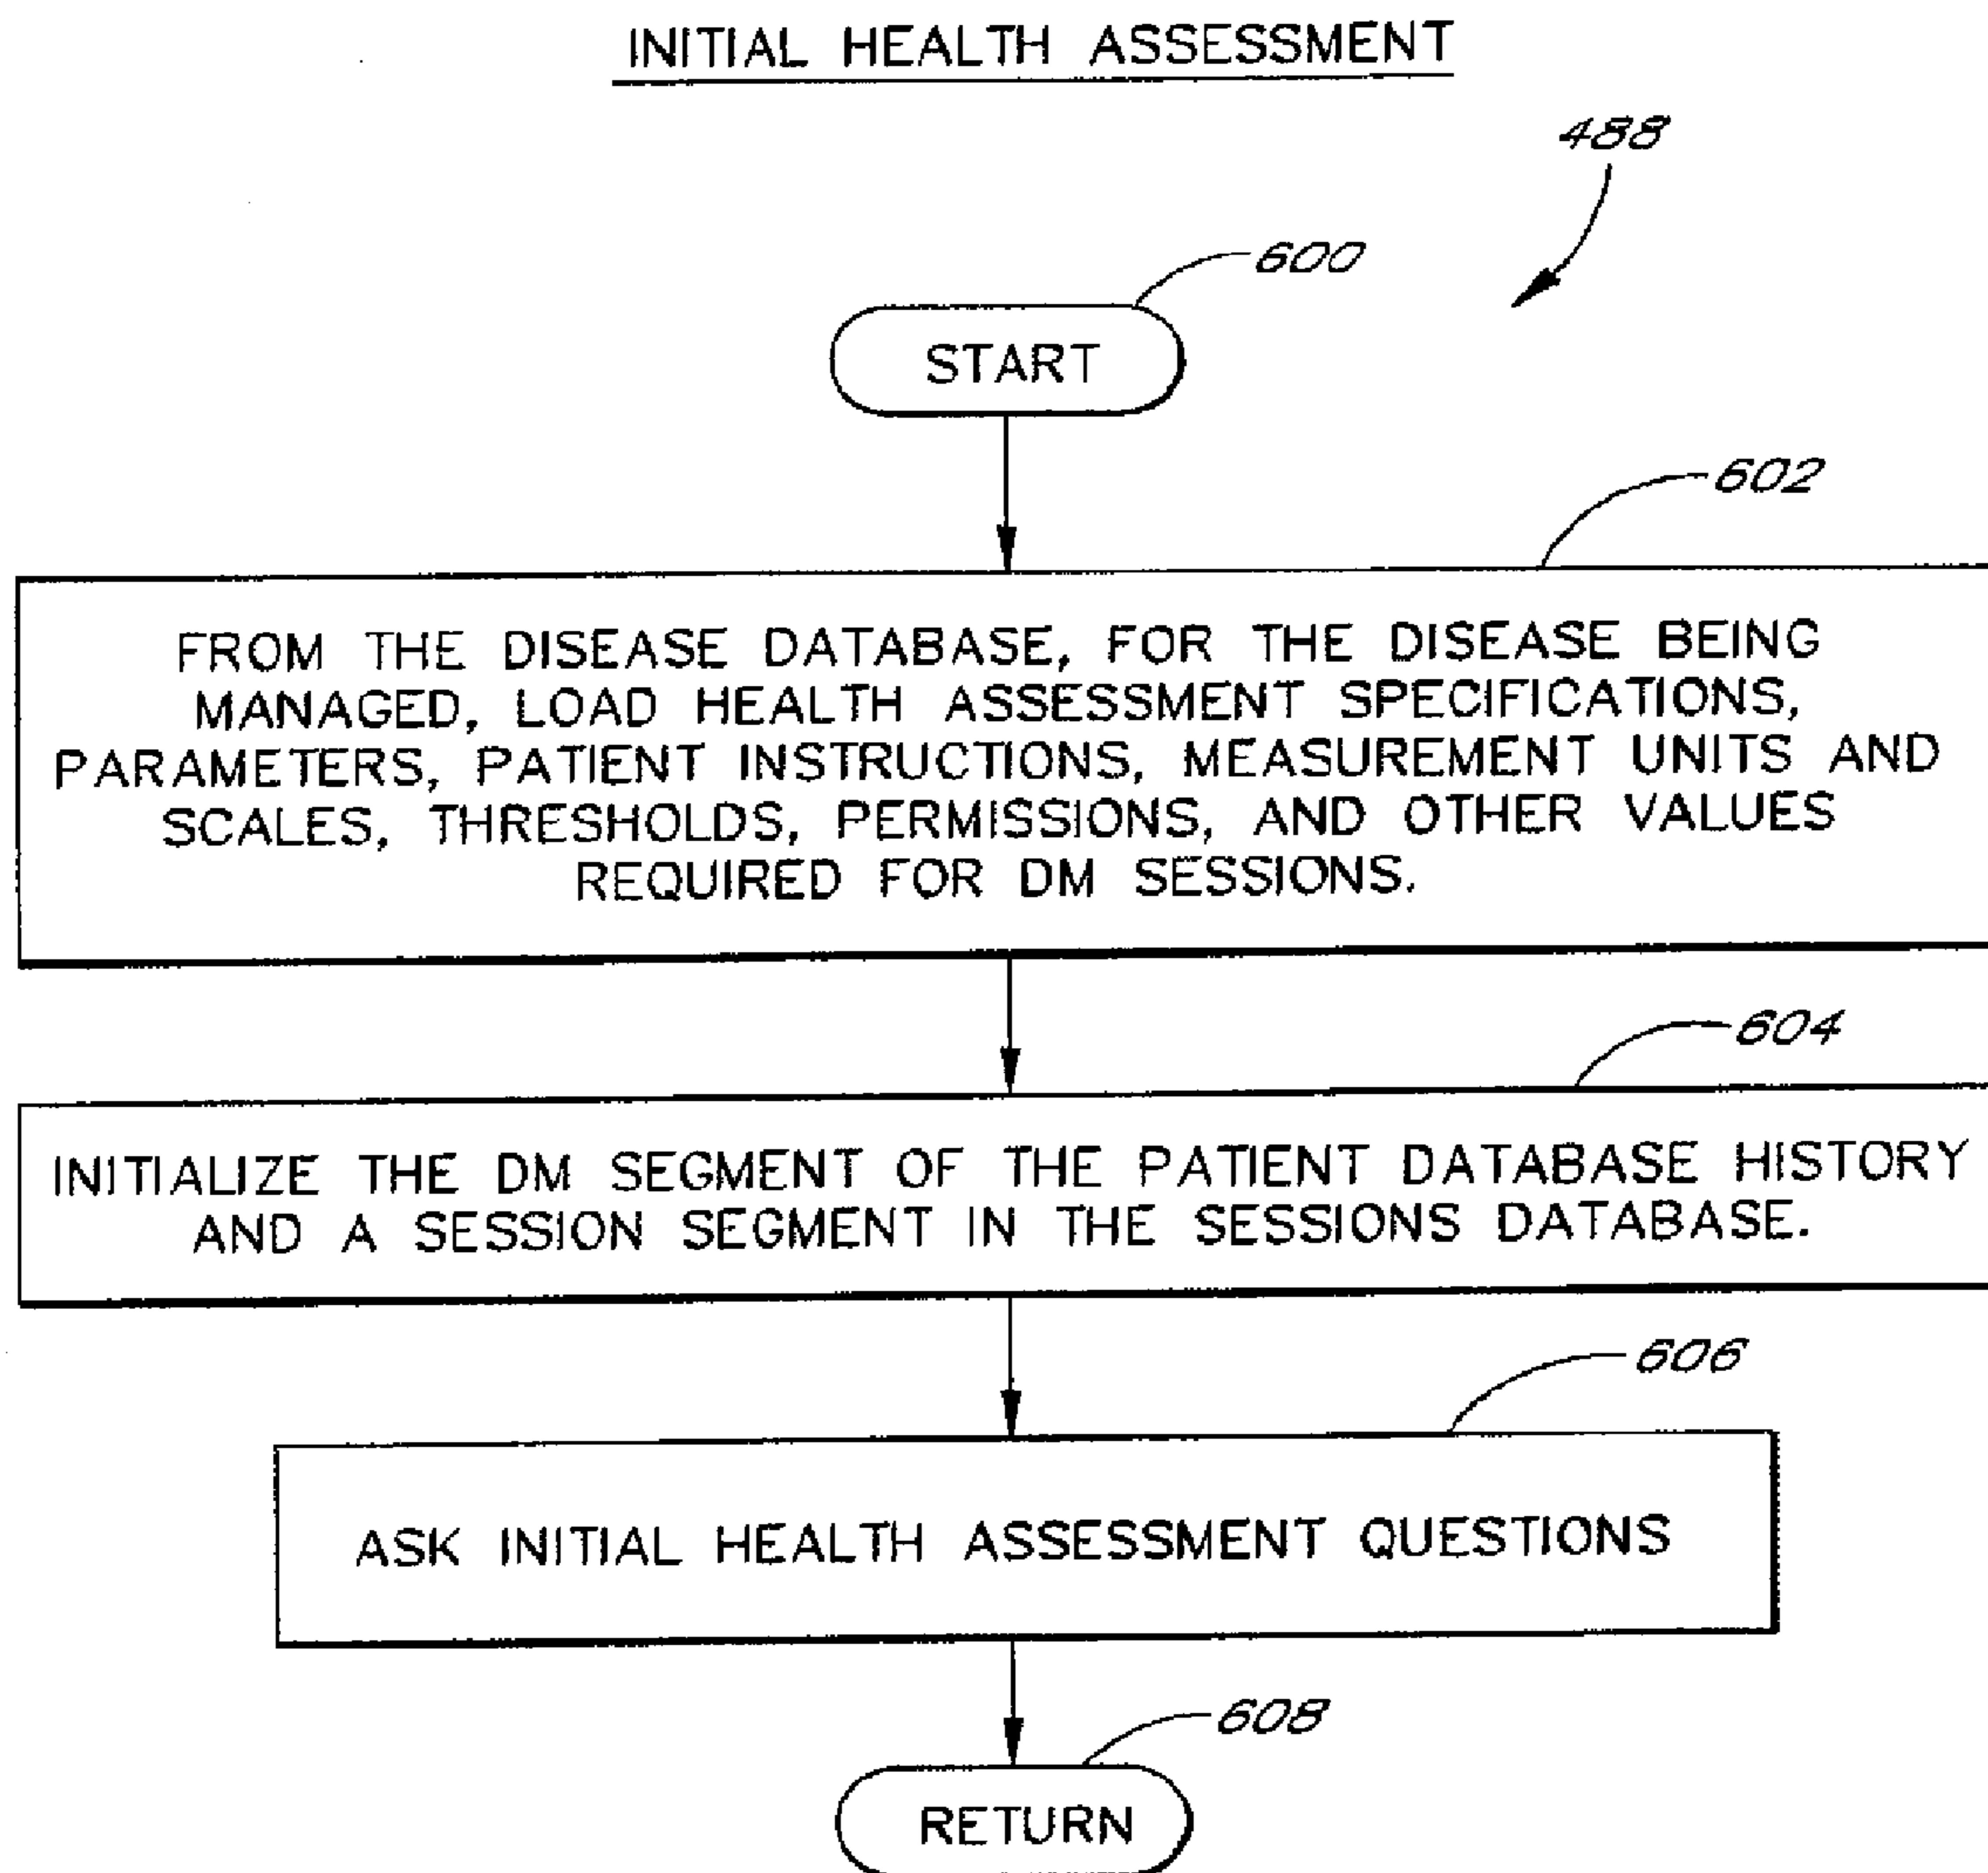 INITIAL HEALTH ASSESSMENT
488
600
START
602
FROM THE DISEASE DATABASE, FOR THE DISEASE BEING
MANAGED, LOAD HEALTH ASSESSMENT SPECIFICATIONS,
PARAMETERS, PATIENT INSTRUCTIONS, MEASUREMENT UNITS AND
SCALES, THRESHOLDS, PERMISSIONS, AND OTHER VALUES
REQUIRED FOR DM SESSIONS.
604
INITIALIZE THE DM SEGMENT OF THE PATIENT DATABASE HISTORY
AND A SESSION SEGMENT IN THE SESSIONS DATABASE.
606
ASK INITIAL HEALTH ASSESSMENT QUESTIONS
608
RETURN